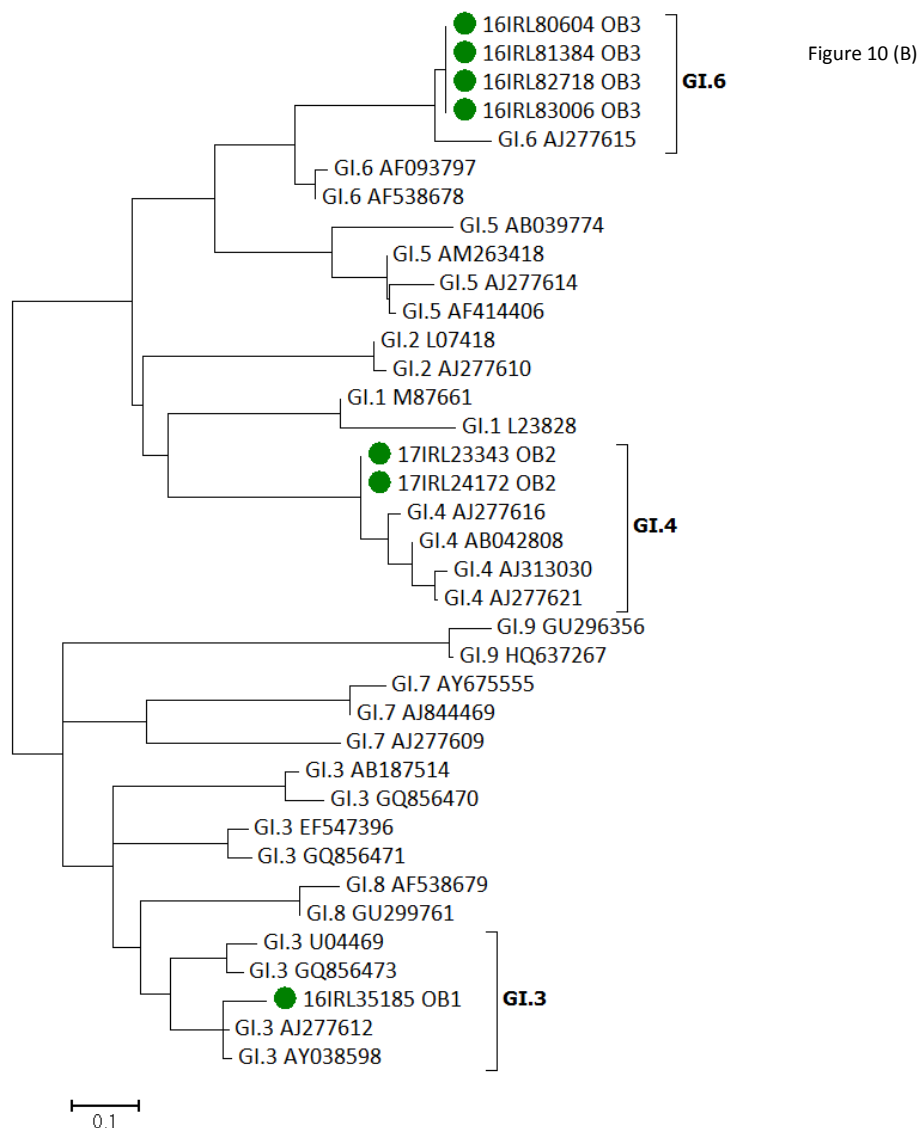 16IRL80604 OB3
Figure 10 (B)
16IRL81384 OB3
16IRL82718 OB3
GI.6
16IRL83006 OB3
GI.6 AJ277615
GI.6 AF093797
GI.6 AF538678
GI.5 AB039774
GI.5 AM263418
GI.5 AJ277614
GI.5 AF414406
GI.2 L07418
GI.2 AJ277610
GI.1 M87661
GI.1 L23828
17IRL23343 OB2
17IRL24172 OB2
GI.4 AJ277616
GI.4
GI.4 AB042808
GI.4 AJ313030
GI.4 AJ277621
GI.9 GU296356
GI.9 HQ637267
GI.7 AY675555
GI.7 AJ844469
GI.7 AJ277609
GI.3 AB187514
GI.3 GQ856470
GI.3 EF547396
GI.3 GQ856471
GI.8 AF538679
GI.8 GU299761
GI.3 U04469
GI.3 GQ856473
16IRL35185 OB1
GI.3
GI.3 AJ277612
GI.3 AY038598
0.1